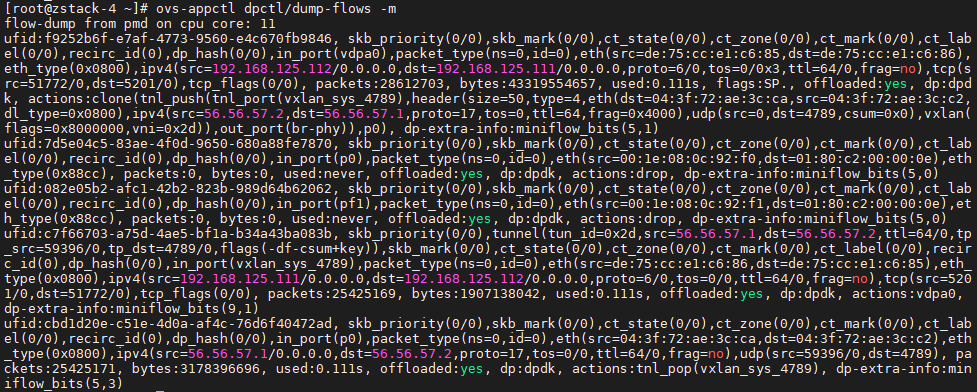 [root@zstack-4 ~]# ovs-appctl dpctl/dump-flows -m
flow-dump from pmd on cpu core: 11
ufid:f9252b6f-e7af-4773-9560-e4c670fb9846, skb_priority(0/0),skb_mark(0/0),ct_state(0/0),ct_zone(0/0),ct_mark(0/0),ct_lab
el(0/0),recirc_id(0),dp_hash(0/0),in_port(vdpa0),packet_type(ns=0,id=0),eth(src=de:75:cc:e1:c6:85,dst=de:75:cc:e1:c6:86),
eth_type(0x0800),ipv4(src=192.168.125.112/0.0.0.0,dst=192.168.125.111/0.0.0.0,proto=6/0,tos=0/0x3,ttl=64/0,frag=no),tcp(s
rc=51772/0,dst=5201/0),tcp_flags(0/0), packets:28612703, bytes:43319554657, used:0.111s, flags:SP., offloaded:yes, dp:dpd
k, actions:clone(tnl_push(tnl_port(vxlan_sys_4789),header(size=50,type=4,eth(dst=04:3f:72:ae:3c:ca,src=04:3f:72:ae:3c:c2,
dl_type=0x0800),ipv4(src=56.56.57.2,dst=56.56.57.1,proto=17,tos=0,ttl=64,frag=0x4000),udp(src=0,dst=4789,csum=0x0),vxlan(
flags=0x8000000,vni=0x2d)),out_port(br-phy)),p0), dp-extra-info:miniflow_bits(5,1)
ufid:7d5e04c5-83ae-4f0d-9650-680a88fe7870, skb_priority(0/0),skb_mark(0/0),ct_state(0/0),ct_zone(0/0),ct_mark(0/0),ct_lab
el(0/0),recirc_id(0),dp_hash(0/0),in_port(p0),packet_type(ns=0,id=0),eth(src=00:1e:08:0c:92:f0,dst=01:80:c2:00:00:0e),eth
_type(0x88cc), packets:0, bytes:0, used:never, offloaded:yes, dp:dpdk, actions:drop, dp-extra-info:miniflow_bits(5,0)
ufid:082e05b2-afc1-42b2-823b-989d64b62062, skb_priority(0/0),skb_mark(0/0),ct_state(0/0),ct_zone(0/0),ct_mark(0/0),ct_lab
el(0/0),recirc_id(0),dp_hash(0/0),in_port(pf1),packet_type(ns=0,id=0),eth(src=00:1e:08:0c:92:f1,dst=01:80:c2:00:00:0e),et
h_type(0x88cc), packets:0, bytes:0, used:never, offloaded:yes, dp:dpdk, actions:drop, dp-extra-info:miniflow_bits(5,0)
ufid:c7f66703-a75d-4ae5-bf1a-b34a43ba083b, skb_priority(0/0),tunnel(tun_id=0x2d,src=56.56.57.1,dst=56.56.57.2,ttl=64/0,tp
_src=59396/0,tp_dst=4789/0,flags(-df-csum+key)),skb_mark(0/0),ct_state(0/0),ct_zone(0/0),ct_mark(0/0),ct_label(0/0),recir
c_id(0),dp_hash(0/0),in_port(vxlan_sys_4789),packet_type(ns=0,id=0),eth(src=de:75:cc:e1:c6:86,dst=de:75:cc:e1:c6:85),eth_
type(0x0800),ipv4(src=192.168.125.111/0.0.0.0,dst=192.168.125.112/0.0.0.0,proto=6/0,tos=0/0,ttl=64/0,frag=no),tcp(src=520
1/0,dst=51772/0),tcp_flags(0/0), packets:25425169, bytes:1907138042, used:0.111s, offloaded:yes, dp:dpdk, actions:vdpa0, 
dp-extra-info:miniflow_bits(9,1)
ufid:cbd1d20e-c51e-4d0a-af4c-76d6f40472ad, skb_priority(0/0),skb_mark(0/0),ct_state(0/0),ct_zone(0/0),ct_mark(0/0),ct_lab
el(0/0),recirc_id(0),dp_hash(0/0),in_port(p0),packet_type(ns=0,id=0),eth(src=04:3f:72:ae:3c:ca,dst=04:3f:72:ae:3c:c2),eth
_type(0x0800),ipv4(src=56.56.57.1/0.0.0.0,dst=56.56.57.2,proto=17,tos=0/0,ttl=64/0,frag=no),udp(src=59396/0,dst=4789), pa
ckets:25425171, bytes:3178396696, used:0.111s, offloaded:yes, dp:dpdk, actions:tnl_pop(vxlan_sys_4789), dp-extra-info:min
iflow_bits(5,3)